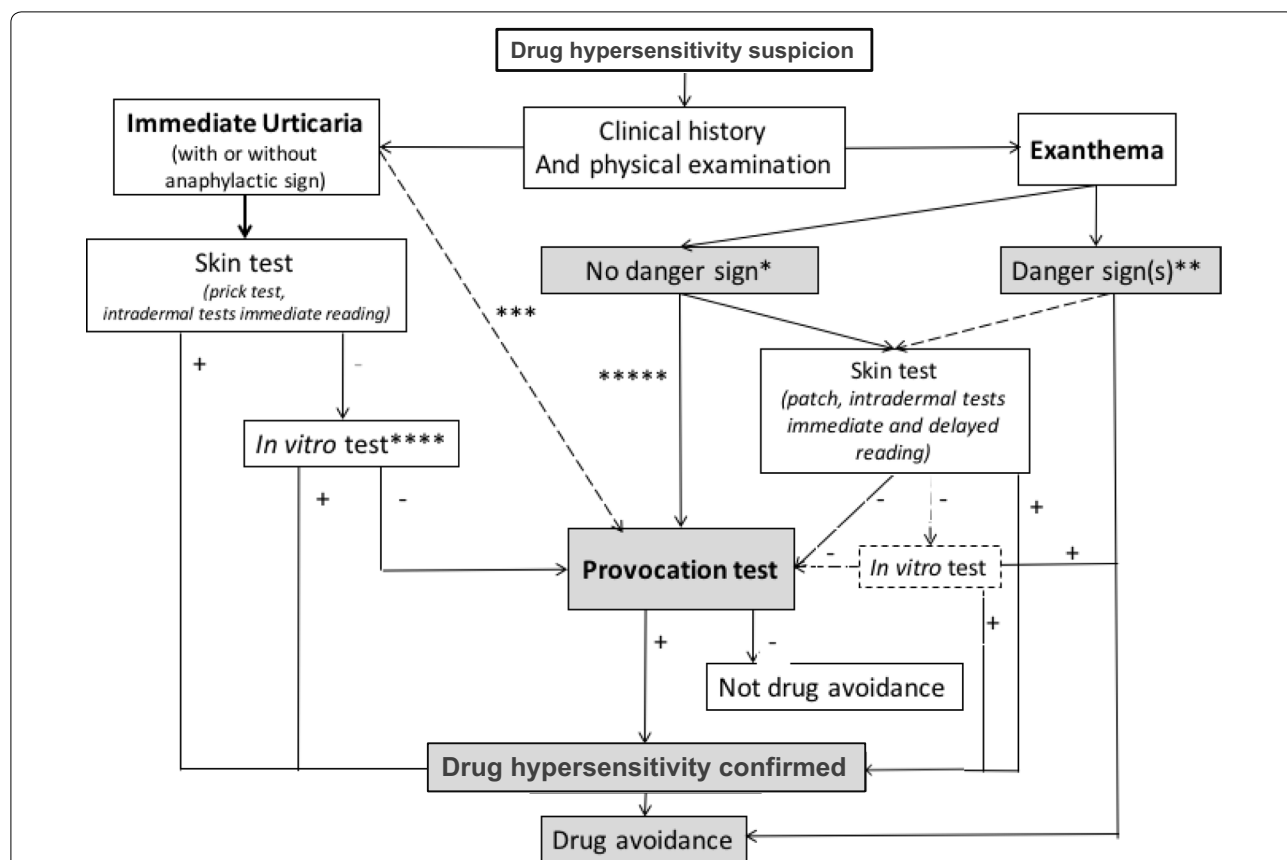 Drug hypersensitivity suspicion
Immediate Urticaria
(with or without
anaphylactic sign)
Clinical history
And physical examination
Exanthema
Skin test
(prick test,
intradermal tests immediate reading)
No danger sign*
Danger sign(s)**
***
*****
+
-
Skin test
(patch, intradermal tests
immediate and delayed
reading)
In vitro test****
+
-
-
-
+
Provocation test
-
In vitro test
+
+
+
-
Not drug avoidance
Drug hypersensitivity confirmed
Drug avoidance